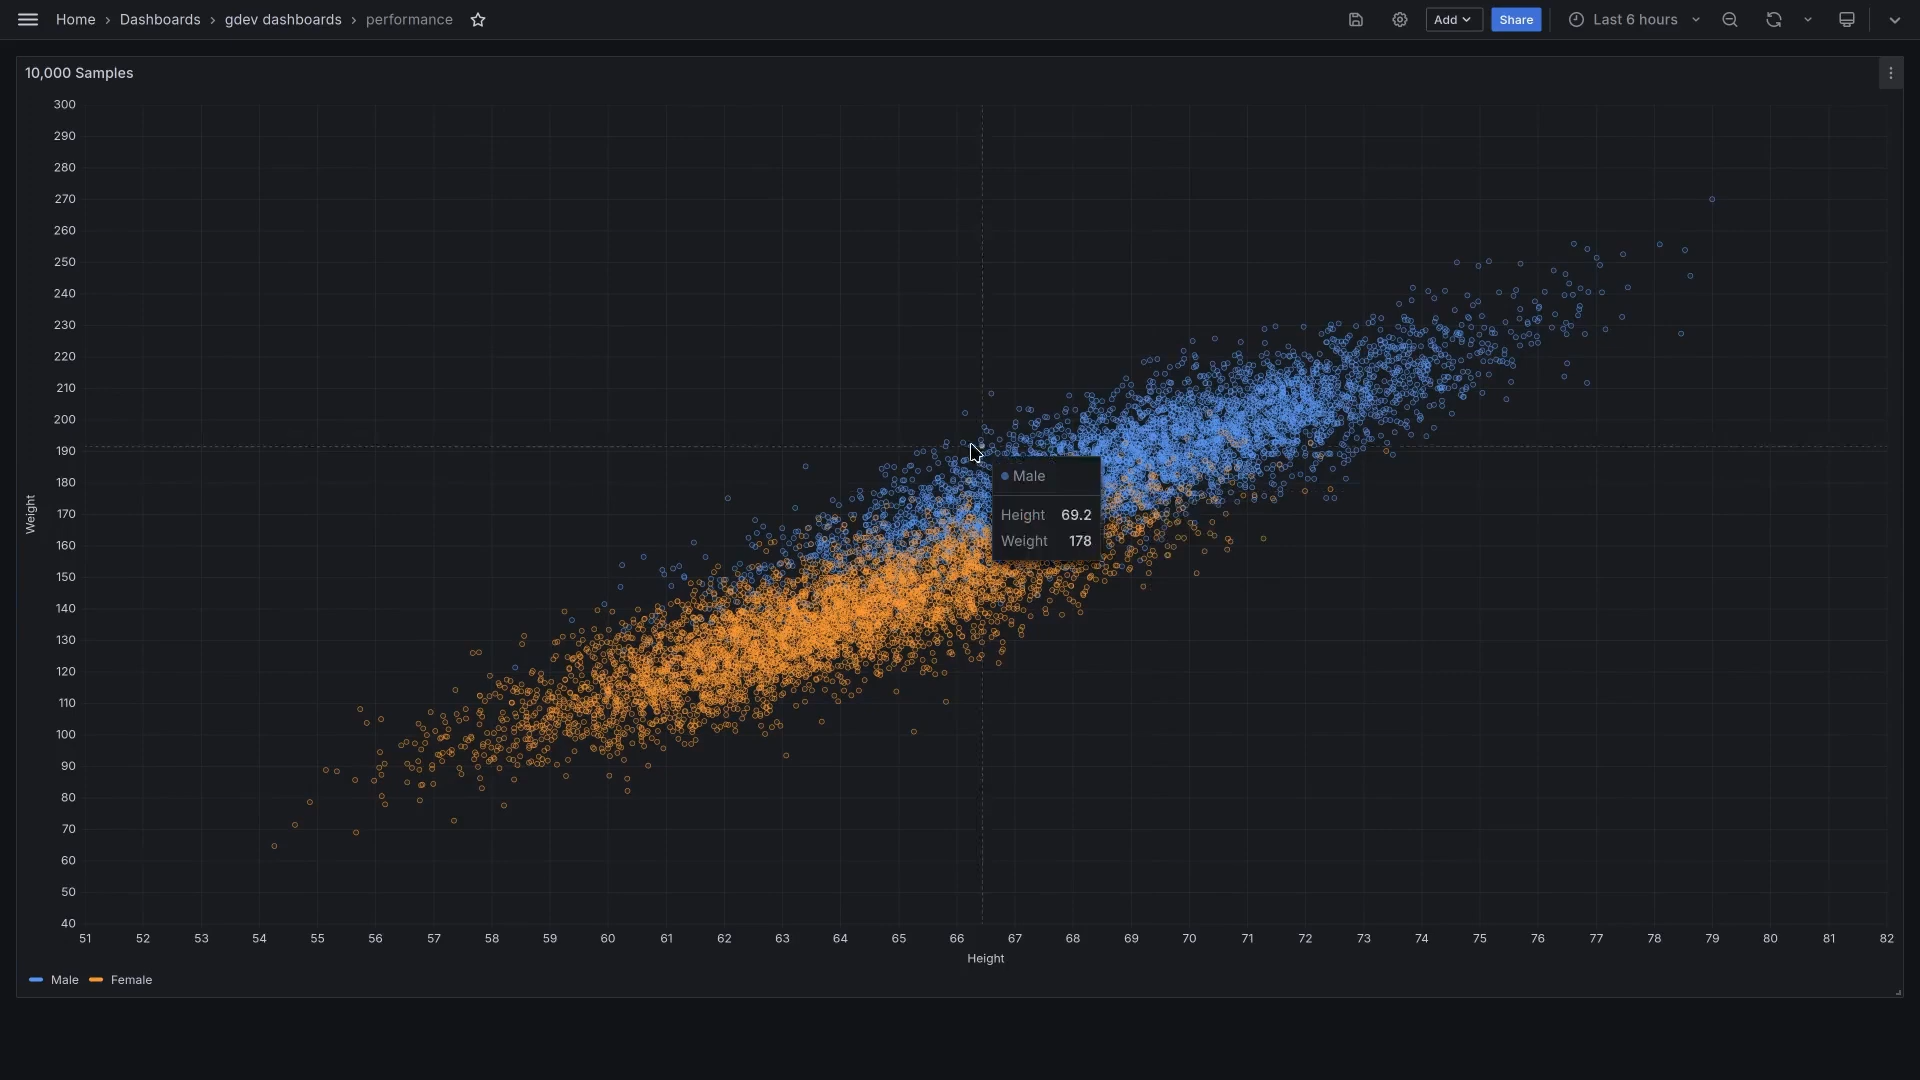 Home > Dashboards > gdev dashboards > performance
Add
Share
Last 6 hours
10,000 Samples
300
290
280
270
260
250
240
230
220
210
200
190
180
170
160
150
140
130
120
110
100
90
80
70
60
50
40
Weight
Male
Height 69.2
Weight 178
51 52 53 54 55 56 57 58 59 60 61 62 63 64 65 66 67 68 69 70 71 72 73 74 75 76 77 78 79 80 81 82
Height
Male Female